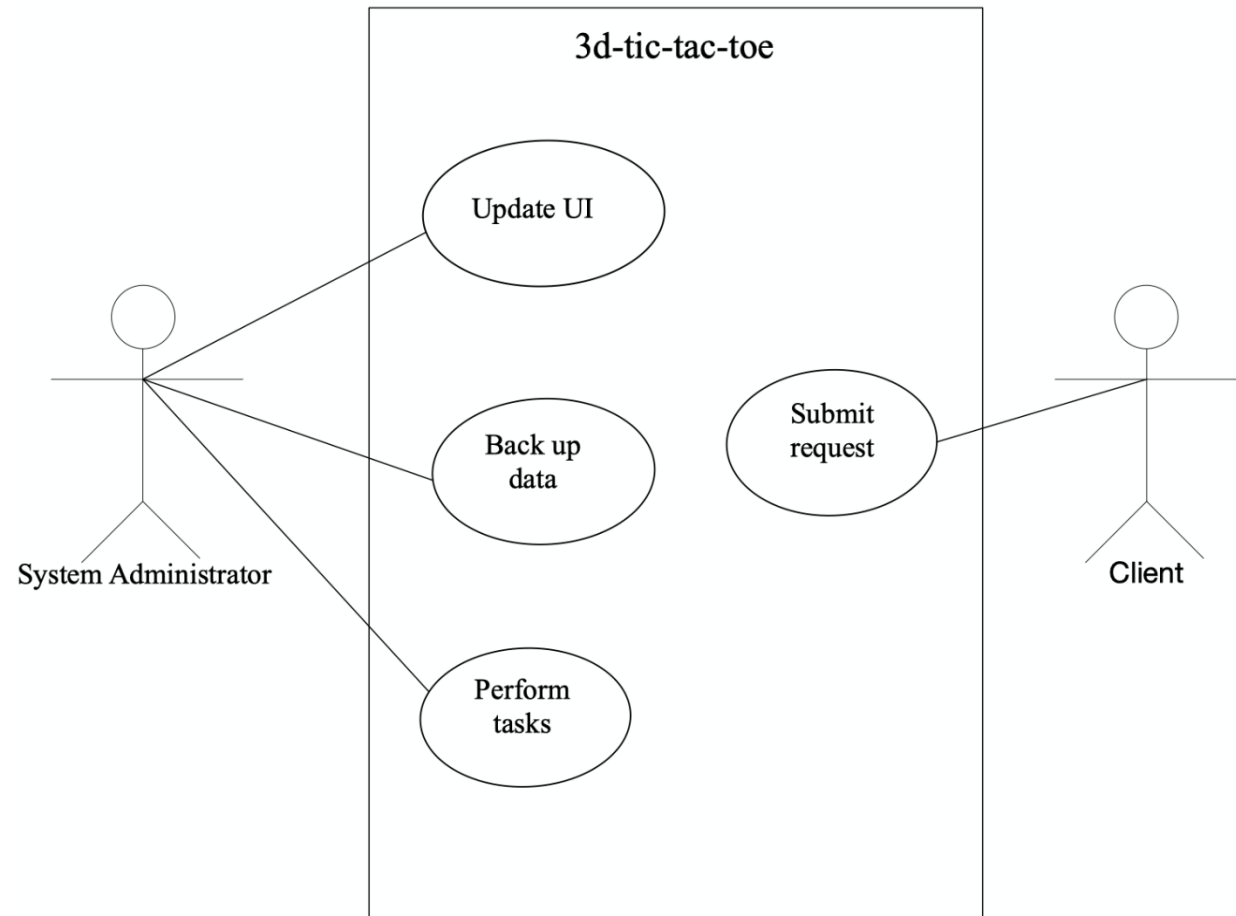 3d-tic-tac-toe
Update UI
Back up
data
Submit
request
System Administrator
Client
Perform
tasks